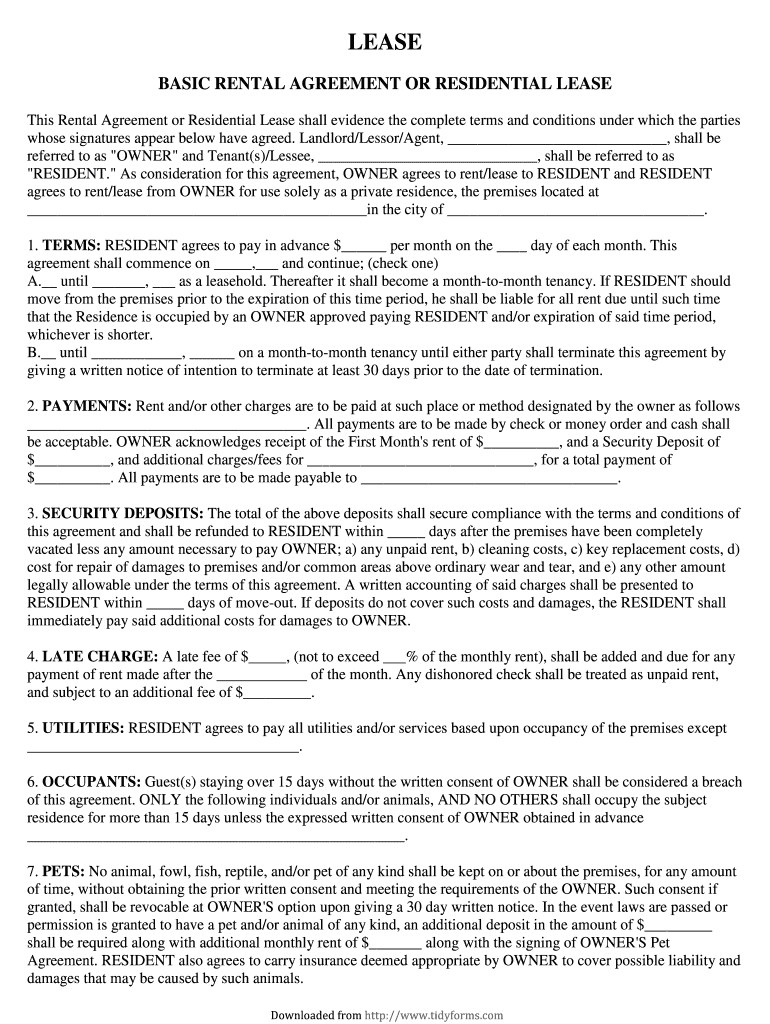 LEASE
BASIC RENTAL AGREEMENT OR RESIDENTIAL LEASE
This Rental Agreement or Residential Lease shall evidence the complete terms and conditions under which the parties
whose signatures appear below have agreed. Landlord/Lessor/Agent, _____________________________, shall be
referred to as "OWNER" and Tenant(s)/Lessee, _____________________________, shall be referred to as
"RESIDENT." As consideration for this agreement, OWNER agrees to rent/lease to RESIDENT and RESIDENT
agrees to rent/lease from OWNER for use solely as a private residence, the premises located at
_____________________________________________in the city of __________________________________.
1. TERMS: RESIDENT agrees to pay in advance $______ per month on the ____ day of each month. This
agreement shall commence on _____,___ and continue; (check one)
A.__ until _______, ___ as a leasehold. Thereafter it shall become a month-to-month tenancy. If RESIDENT should
move from the premises prior to the expiration of this time period, he shall be liable for all rent due until such time
that the Residence is occupied by an OWNER approved paying RESIDENT and/or expiration of said time period,
whichever is shorter.
B.__ until ____________, ______ on a month-to-month tenancy until either party shall terminate this agreement by
giving a written notice of intention to terminate at least 30 days prior to the date of termination.
2. PAYMENTS: Rent and/or other charges are to be paid at such place or method designated by the owner as follows
_____________________________________. All payments are to be made by check or money order and cash shall
be acceptable. OWNER acknowledges receipt of the First Month's rent of $__________, and a Security Deposit of
$__________, and additional charges/fees for ______________________________, for a total payment of
$__________. All payments are to be made payable to __________________________________.
3. SECURITY DEPOSITS: The total of the above deposits shall secure compliance with the terms and conditions of
this agreement and shall be refunded to RESIDENT within _____ days after the premises have been completely
vacated less any amount necessary to pay OWNER; a) any unpaid rent, b) cleaning costs, c) key replacement costs, d)
cost for repair of damages to premises and/or common areas above ordinary wear and tear, and e) any other amount
legally allowable under the terms of this agreement. A written accounting of said charges shall be presented to
RESIDENT within _____ days of move-out. If deposits do not cover such costs and damages, the RESIDENT shall
immediately pay said additional costs for damages to OWNER.
4. LATE CHARGE: A late fee of $_____, (not to exceed ___% of the monthly rent), shall be added and due for any
payment of rent made after the ____________ of the month. Any dishonored check shall be treated as unpaid rent,
and subject to an additional fee of $_________.
5. UTILITIES: RESIDENT agrees to pay all utilities and/or services based upon occupancy of the premises except
____________________________________.
6. OCCUPANTS: Guest(s) staying over 15 days without the written consent of OWNER shall be considered a breach
of this agreement. ONLY the following individuals and/or animals, AND NO OTHERS shall occupy the subject
residence for more than 15 days unless the expressed written consent of OWNER obtained in advance
__________________________________________________.
7. PETS: No animal, fowl, fish, reptile, and/or pet of any kind shall be kept on or about the premises, for any amount
of time, without obtaining the prior written consent and meeting the requirements of the OWNER. Such consent if
granted, shall be revocable at OWNER'S option upon giving a 30 day written notice. In the event laws are passed or
permission is granted to have a pet and/or animal of any kind, an additional deposit in the amount of $_________
shall be required along with additional monthly rent of $_______ along with the signing of OWNER'S Pet
Agreement. RESIDENT also agrees to carry insurance deemed appropriate by OWNER to cover possible liability and
damages that may be caused by such animals.
Downloaded from http://www.tidyforms.com